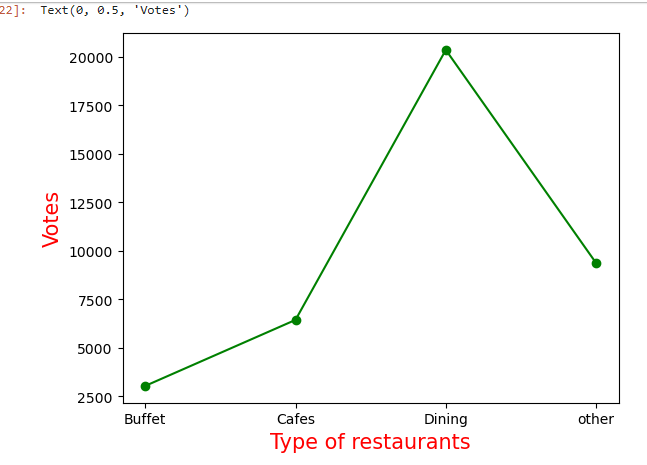 22]: Text(0, 0.5, 'Votes')
20000
17500
15000
12500
10000
7500
5000
2500
Votes
Buffet Cafes Dining other
Type of restaurants